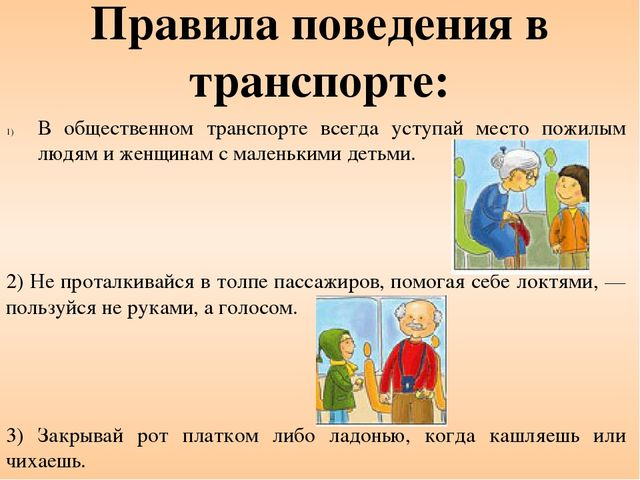 Правила поведения в
транспорте:
1) В общественном транспорте всегда уступай место пожилым
людям и женщинам с маленькими детьми.
2) Не проталкивайся в толпе пассажиров, помогая себе локтями, —
пользуйся не руками, а голосом.
3) Закрывай рот платком либо ладонью, когда кашляешь или
чихаешь.